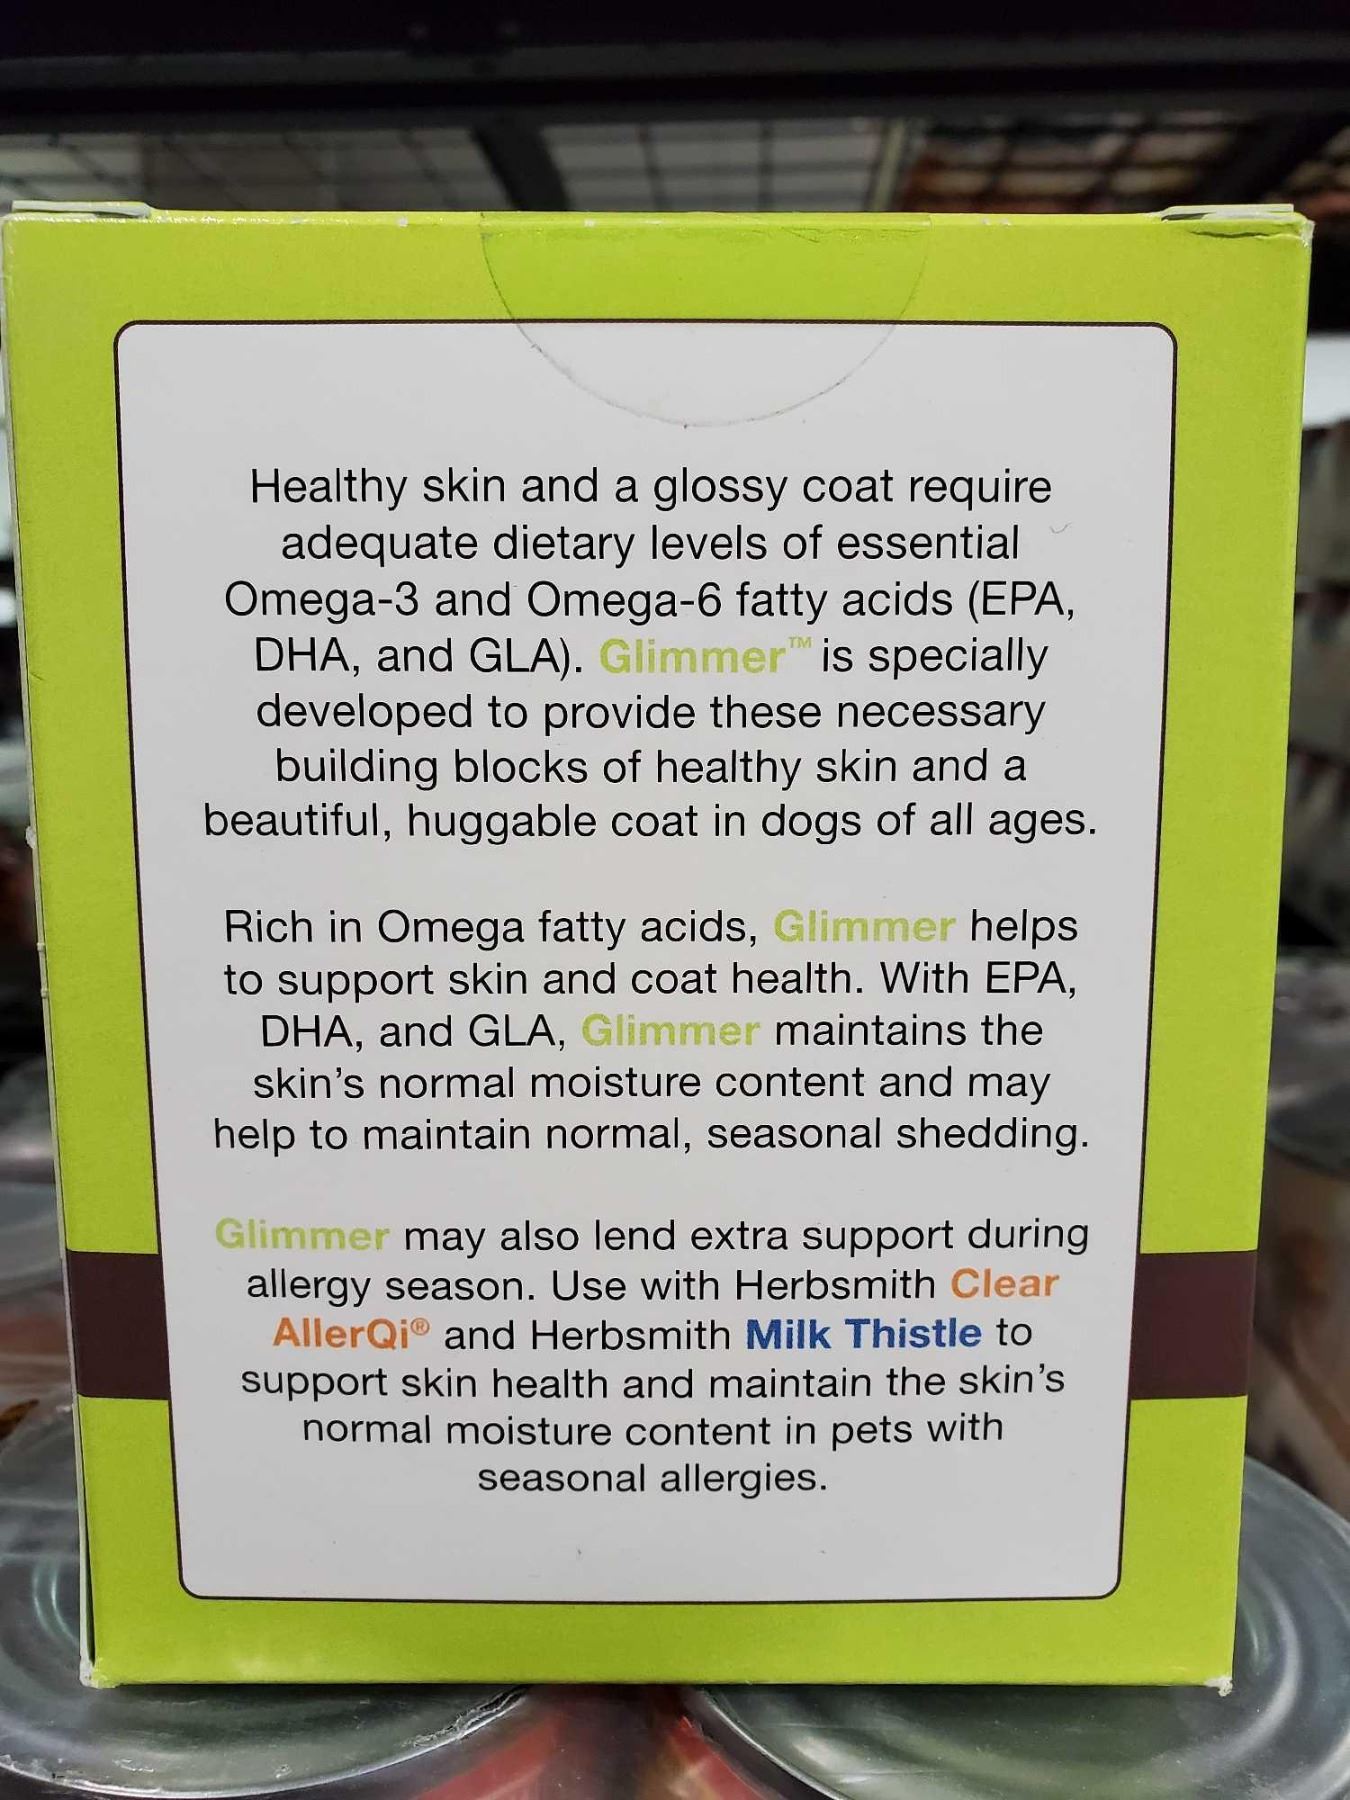 Healthy skin and a glossy coat require
adequate dietary levels of essential
Omega-3 and Omega-6 fatty acids (EPA,
DHA, and GLA). Glimmer™ is specially
developed to provide these necessary
building blocks of healthy skin and a
beautiful, huggable coat in dogs of all ages.
Rich in Omega fatty acids, Glimmer helps
to support skin and coat health. With EPA,
DHA, and GLA, Glimmer maintains the
skin's normal moisture content and may
help to maintain normal, seasonal shedding.
Glimmer may also lend extra support during
allergy season. Use with Herbsmith Clear
AllerQi® and Herbsmith Milk Thistle to
support skin health and maintain the skin's
normal moisture content in pets with
seasonal allergies.